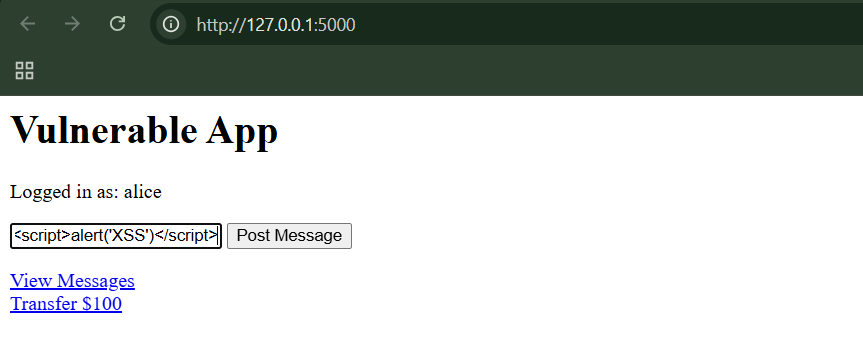 http://127.0.0.1:5000
Vulnerable App
Logged in as: alice
<script>alert('XSS')</script> Post Message
View Messages
Transfer $100